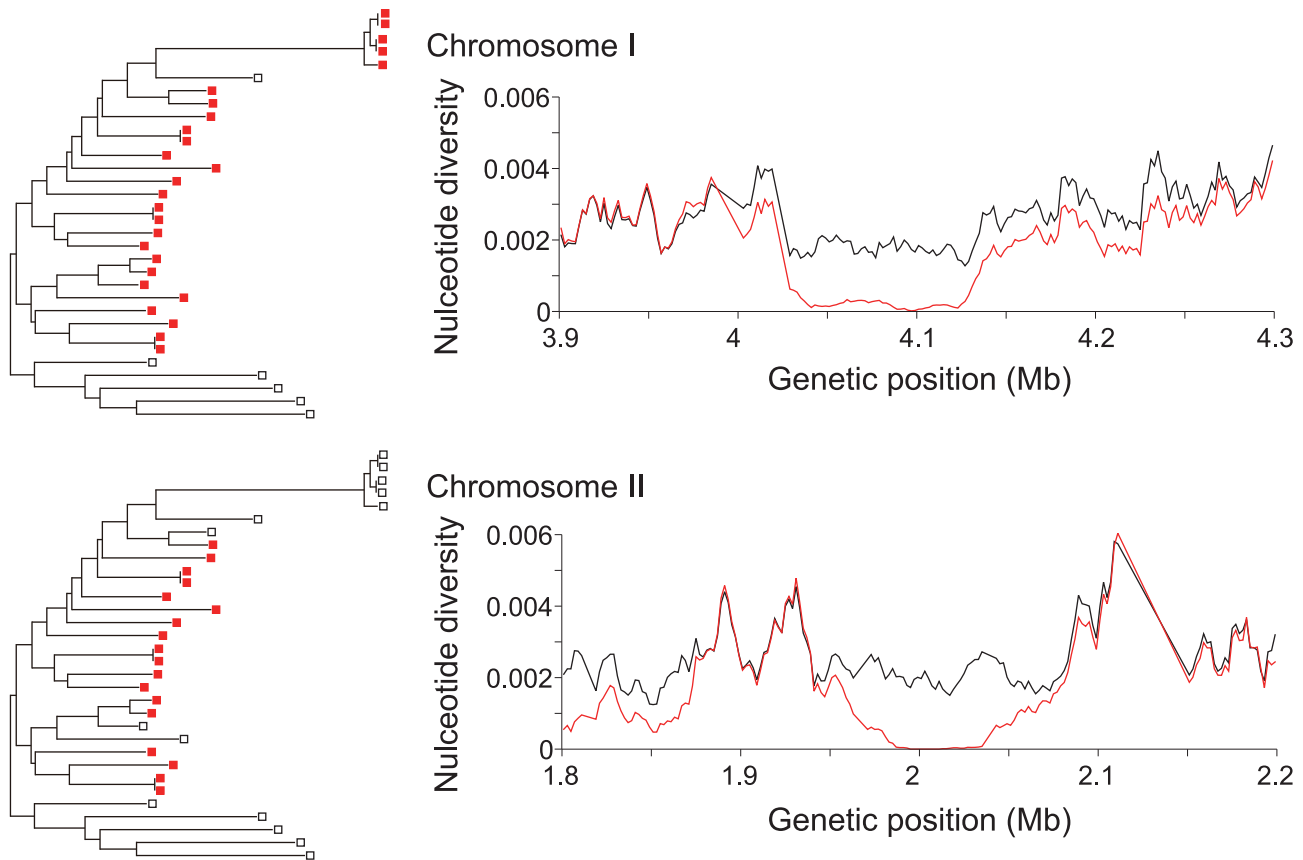 Chromosome I
Nulceotide diversity
0.006
0.004
0.002
0
3.9 4 4.1 4.2 4.3
Genetic position (Mb)
Chromosome II
Nulceotide diversity
0.006
0.004
0.002
0
1.8 1.9 2 2.1 2.2
Genetic position (Mb)